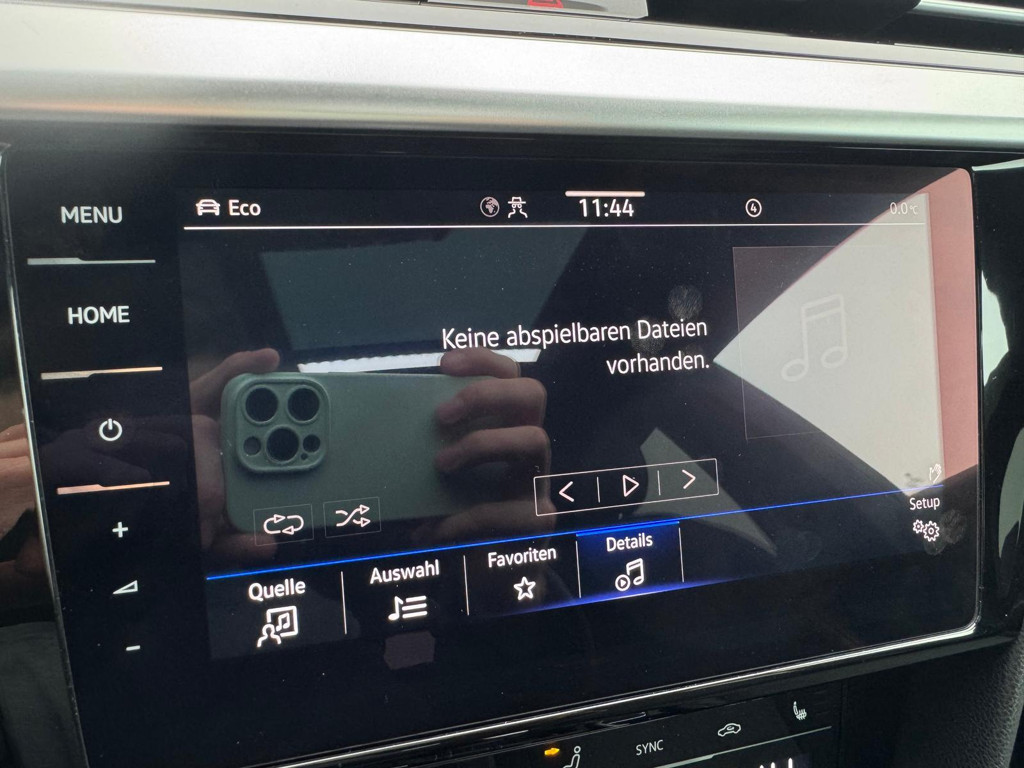 MENU
Eco
11:44
4
0.0°C
HOME
Keine abspielbaren Dateien
vorhanden.
+
-
Setup
Quelle
Auswahl
Favoriten
Details
SYNC